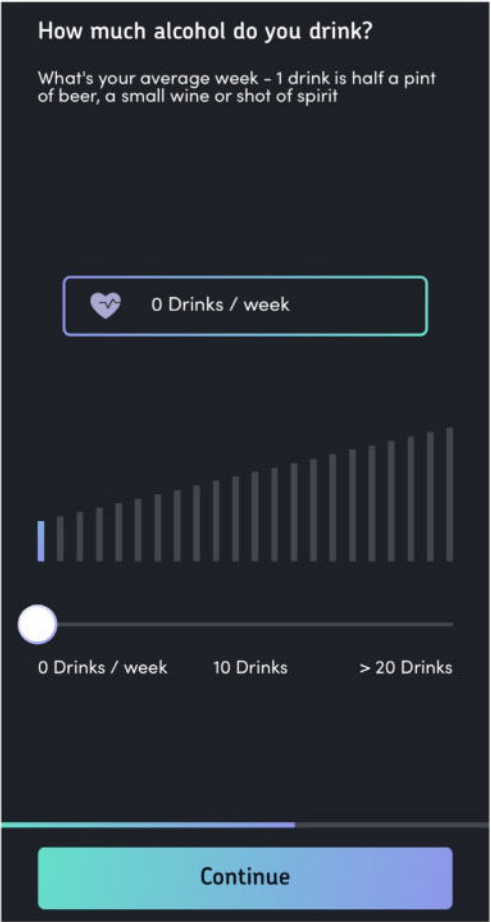 How much alcohol do you drink?
What's your average week - 1 drink is half a pint
of beer, a small wine or shot of spirit
0 Drinks / week
0 Drinks / week 10 Drinks > 20 Drinks
Continue